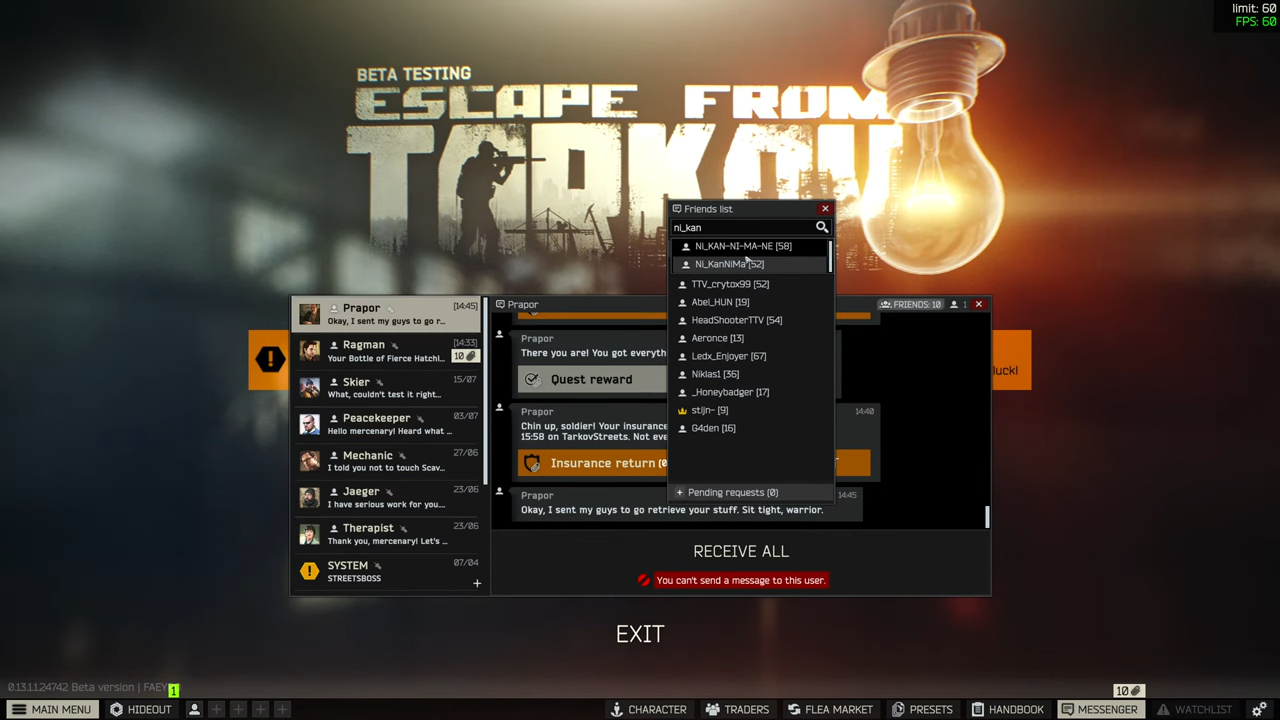 limit: 60
FPS: 60
BETA TESTING
ESCAPE FROM
TARKOV
Friends list
ni_kan
Ni_KAN-NI-MA-NE [58]
Ni_KanNiMa [52]
TTV_crytox99 [52]
Abel_HUN [19]
HeadShooterTTV [54]
Aeronce [13]
Ledx_Enjoyer [67]
Niklas1 [36]
_Honeybadger [17]
stijn- [9]
G4den [16]
+ Pending requests (0)
Prapor [14:45]
Okay, I sent my guys to go r...
Ragman [14:33]
Your Bottle of Fierce Hatchl... 10
Skier 15/07
What, couldn't test it right...
Peacekeeper 03/07
Hello mercenary! Heard what ...
Mechanic 27/06
I told you not to touch Scav...
Jaeger 23/06
I have serious work for you...
Therapist 23/06
Thank you, mercenary! Let's ...
SYSTEM 07/04
STREETSBOSS
+
Prapor
FRIENDS: 10 1
Prapor
There you are! You got everyth
Quest reward
Prapor 14:40
Chin up, soldier! Your insuranc
15:58 on TarkovStreets. Not eve
Insurance return (0
Prapor 14:45
Okay, I sent my guys to go retrieve your stuff. Sit tight, warrior.
luck!
RECEIVE ALL
You can't send a message to this user.
EXIT
0.13.1.1.24742 Beta version | FAEY 1
10
MAIN MENU
HIDEOUT
CHARACTER
TRADERS
FLEA MARKET
PRESETS
HANDBOOK
MESSENGER
WATCHLIST